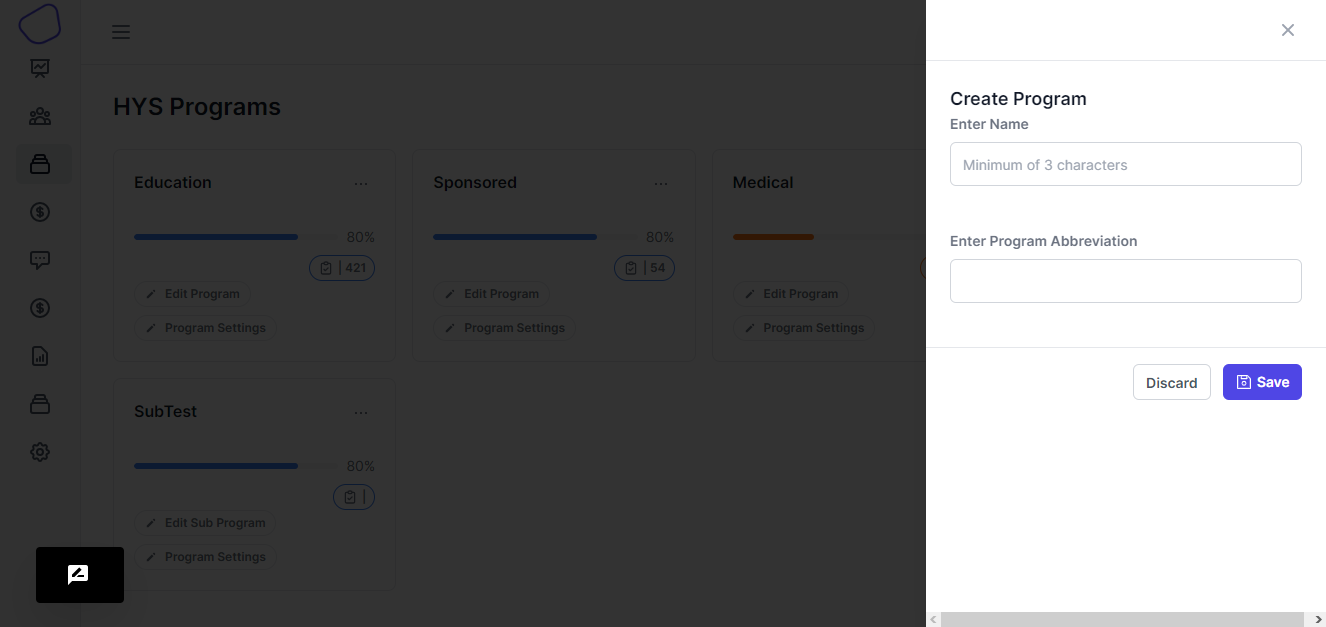 HYS Programs
Education
...
80%
| 421
Edit Program
Program Settings
Sponsored
...
80%
| 54
Edit Program
Program Settings
Medical
Edit Program
Program Settings
SubTest
...
80%
|
Edit Sub Program
Program Settings
Create Program
Enter Name
Minimum of 3 characters
Enter Program Abbreviation
Discard
Save